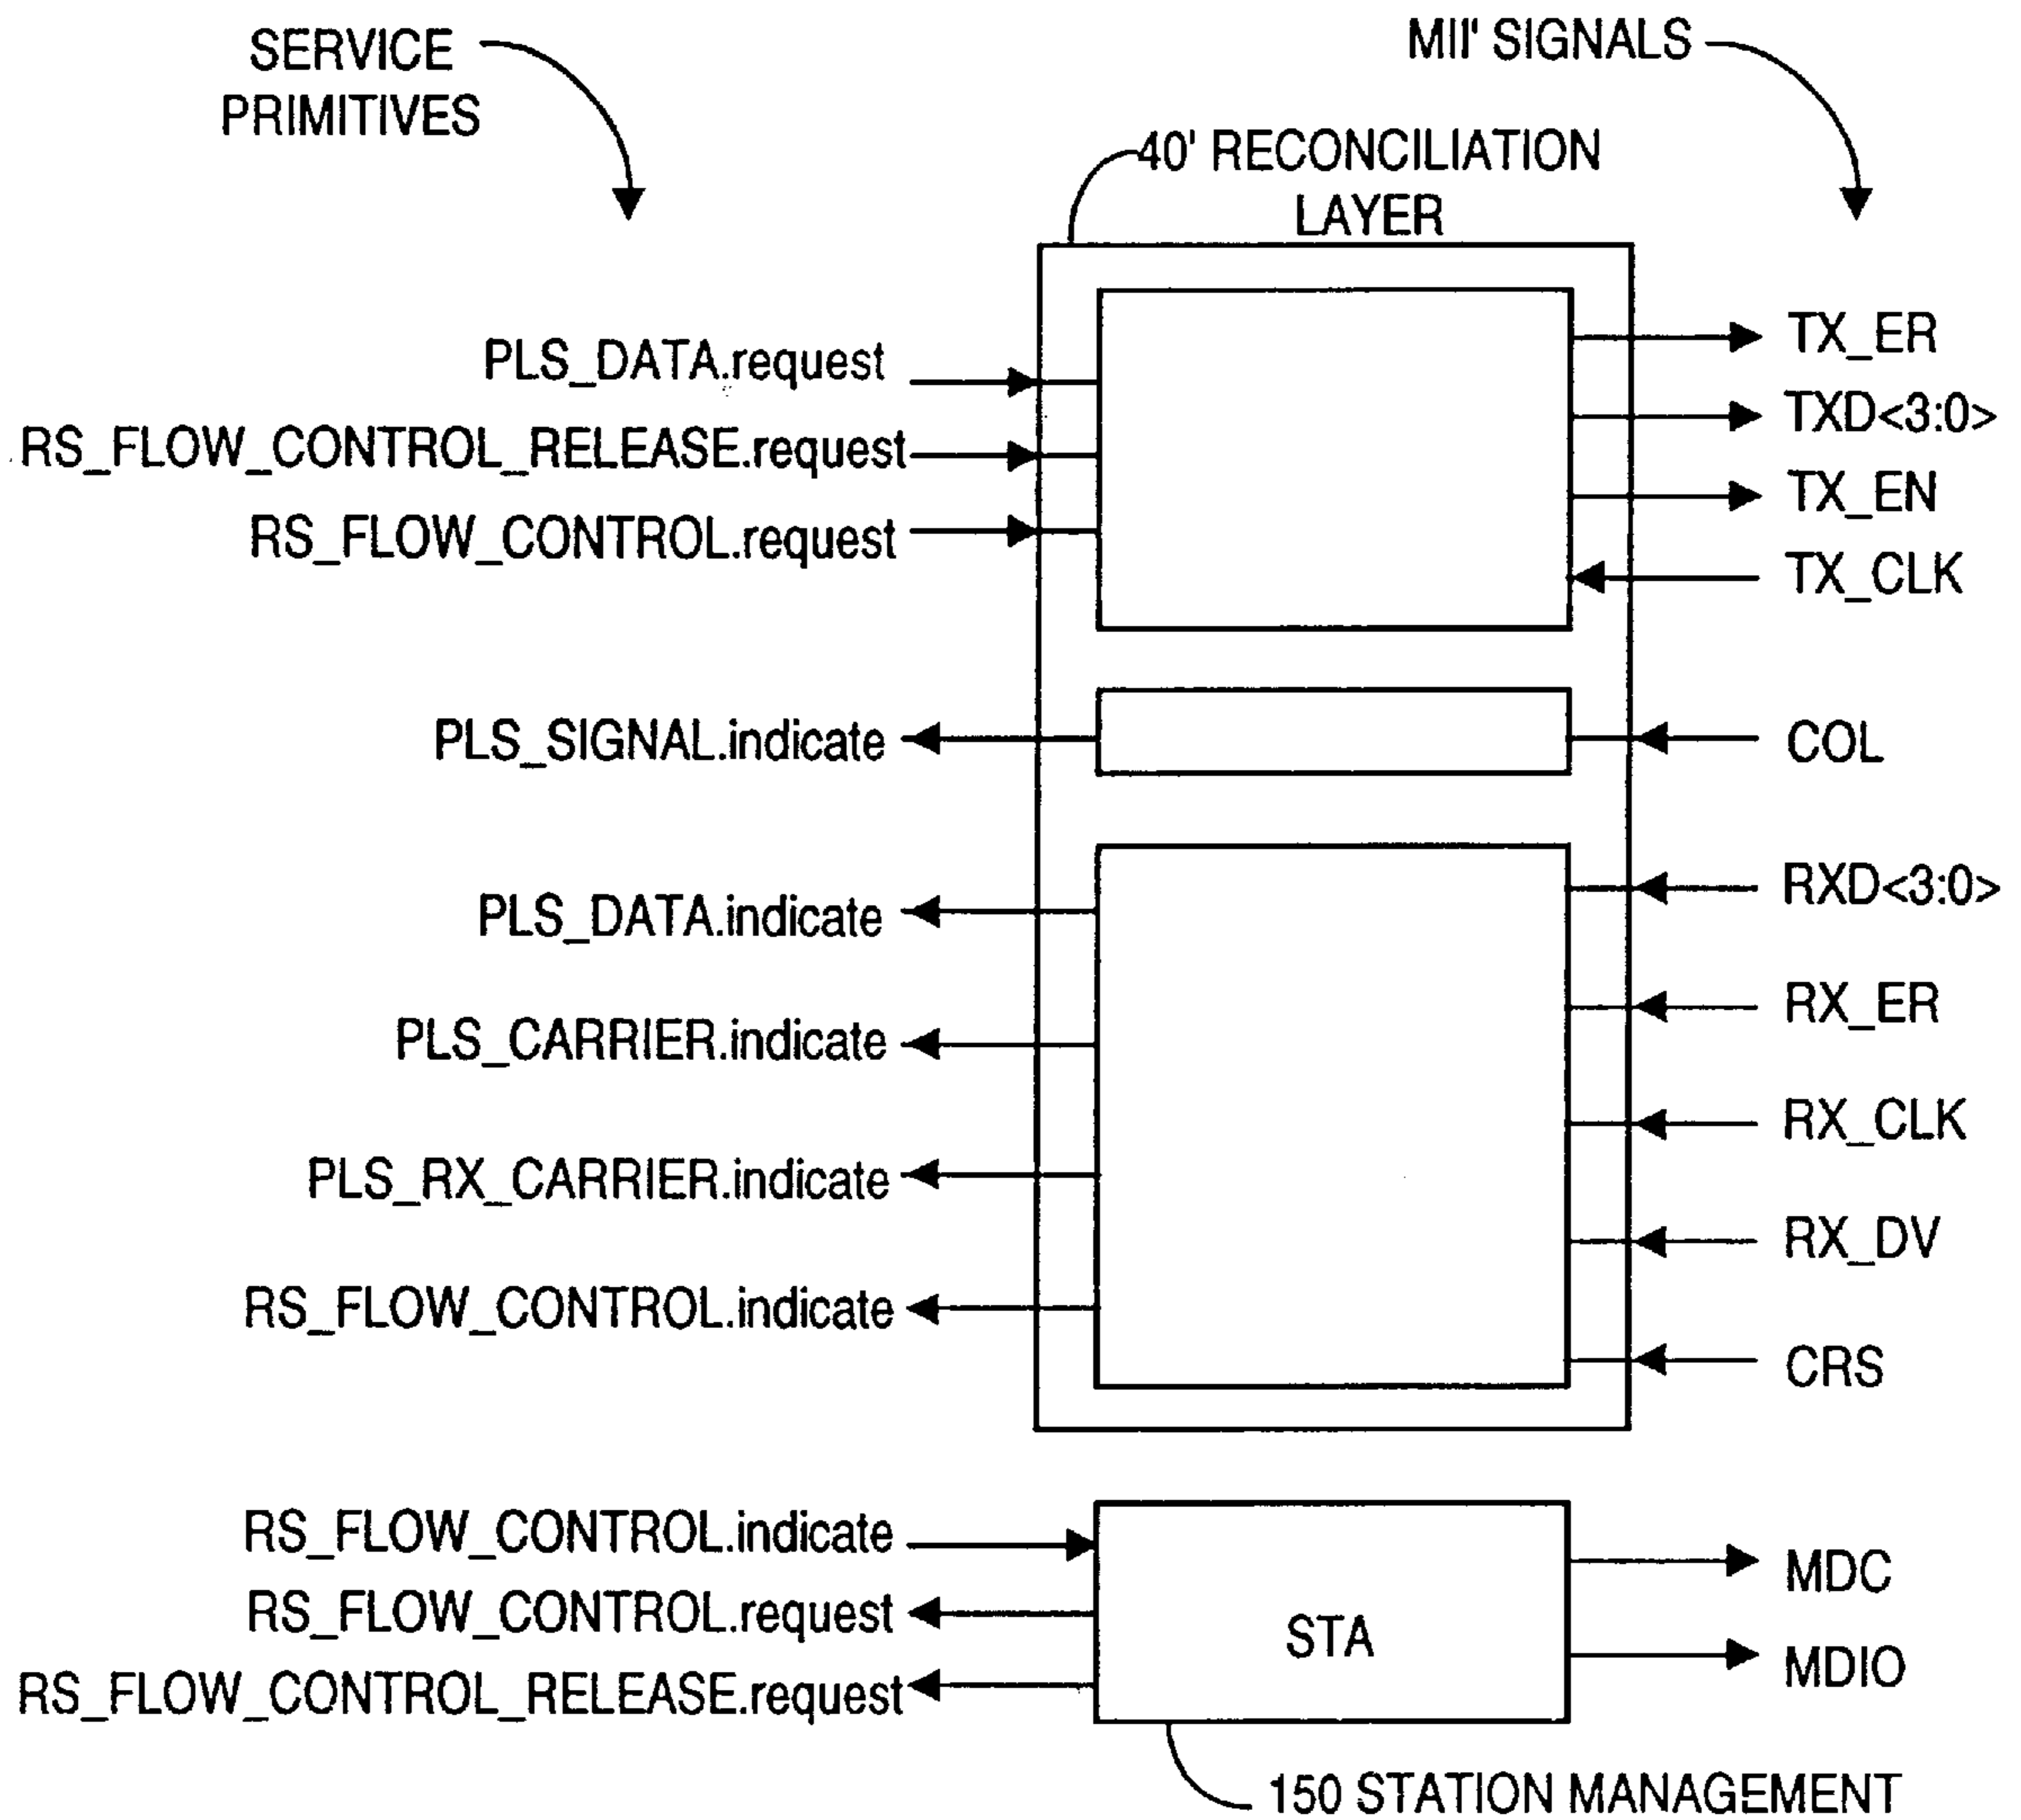 SERVICE
PRIMITIVES
MII' SIGNALS
40' RECONCILIATION
LAYER
PLS_DATA.request
RS_FLOW_CONTROL_RELEASE.request
RS_FLOW_CONTROL.request
TX_ER
TXD<3:0>
TX_EN
TX_CLK
PLS_SIGNAL.indicate
COL
PLS_DATA.indicate
PLS_CARRIER.indicate
PLS_RX_CARRIER.indicate
RS_FLOW_CONTROL.indicate
RXD<3:0>
RX_ER
RX_CLK
RX_DV
CRS
RS_FLOW_CONTROL.indicate
RS_FLOW_CONTROL.request
RS_FLOW_CONTROL_RELEASE.request
STA
MDC
MDIO
150 STATION MANAGEMENT